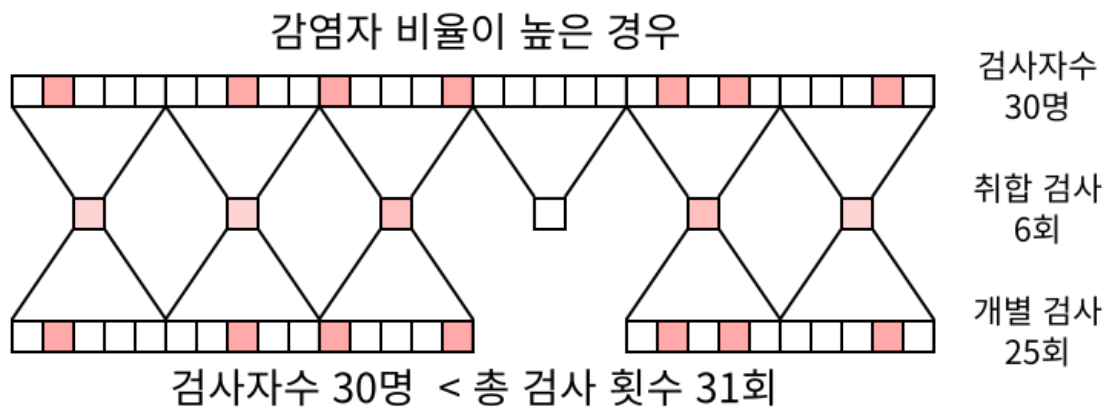 감염자 비율이 높은 경우
검사자수
30명
취합 검사
6회
개별 검사
25회
검사자수 30명 < 총 검사 횟수 31회